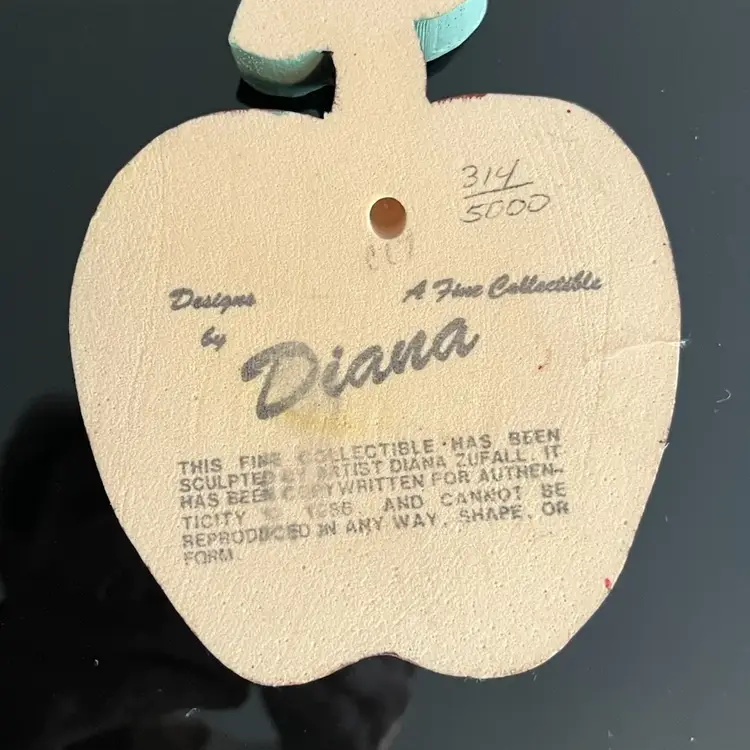 314
5000
Designs
A Fine Collectible
by
Diana
THIS FINE COLLECTIBLE HAS BEEN
SCULPTED BY ARTIST DIANA ZUFALL. IT
HAS BEEN COPYWRITTEN FOR AUTHEN-
TICITY © 1986 AND CANNOT BE
REPRODUCED IN ANY WAY, SHAPE, OR
FORM.